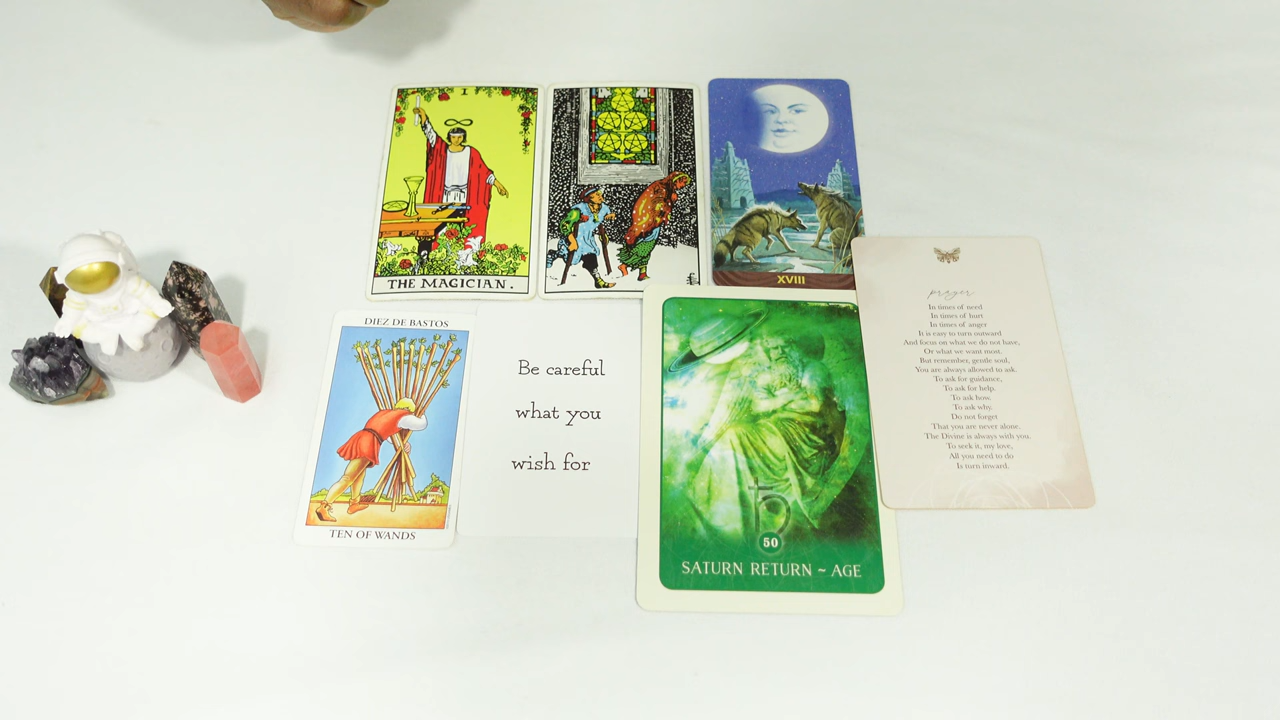 I
THE MAGICIAN.
XVIII
DIEZ DE BASTOS
TEN OF WANDS
Be careful
what you
wish for
50
SATURN RETURN ~ AGE
prayer
In times of need
In times of hurt
In times of anger
It is easy to turn outward
And focus on what we do not have,
Or what we want most.
But remember, gentle soul,
You are always allowed to ask.
To ask for guidance,
To ask for help.
To ask how.
To ask why.
Do not forget
That you are never alone.
The Divine is always with you.
To seek it, my love,
All you need to do
Is turn inward.